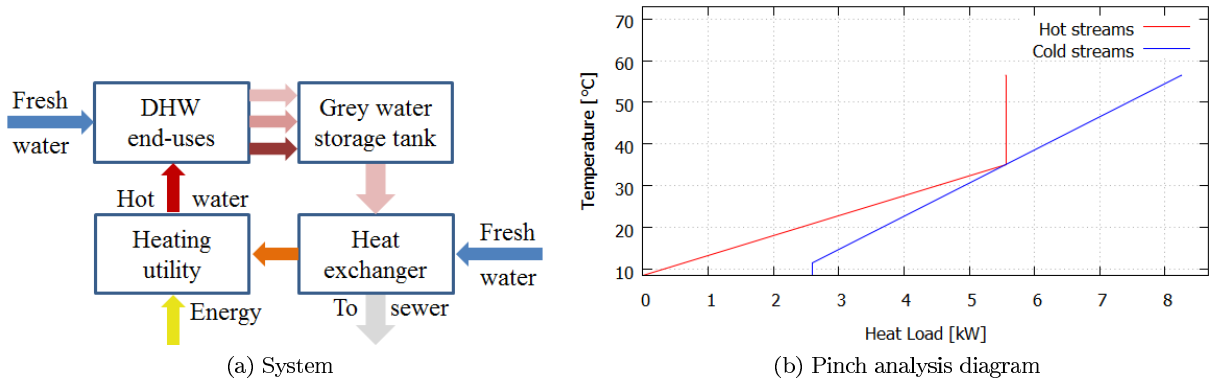 Fresh
water
DHW
end-uses
Grey water
storage tank
Hot water
Heating
utility
Heat
exchanger
Fresh
water
Energy
To sewer
(a) System
Hot streams
Cold streams
Temperature [°C]
70
60
50
40
30
20
10
0 1 2 3 4 5 6 7 8
Heat Load [kW]
(b) Pinch analysis diagram